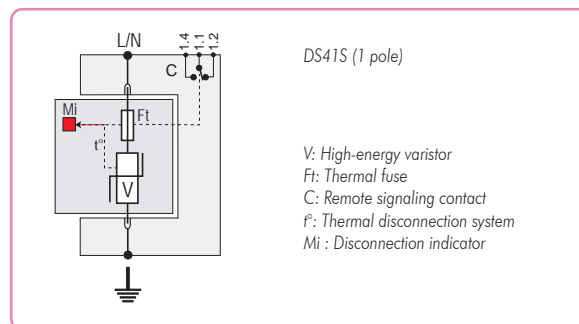 L/N
1.4
1.1
1.2
C
Mi
Ft
t°
V
DS41S (1 pole)
V: High-energy varistor
Ft: Thermal fuse
C: Remote signaling contact
t°: Thermal disconnection system
Mi : Disconnection indicator